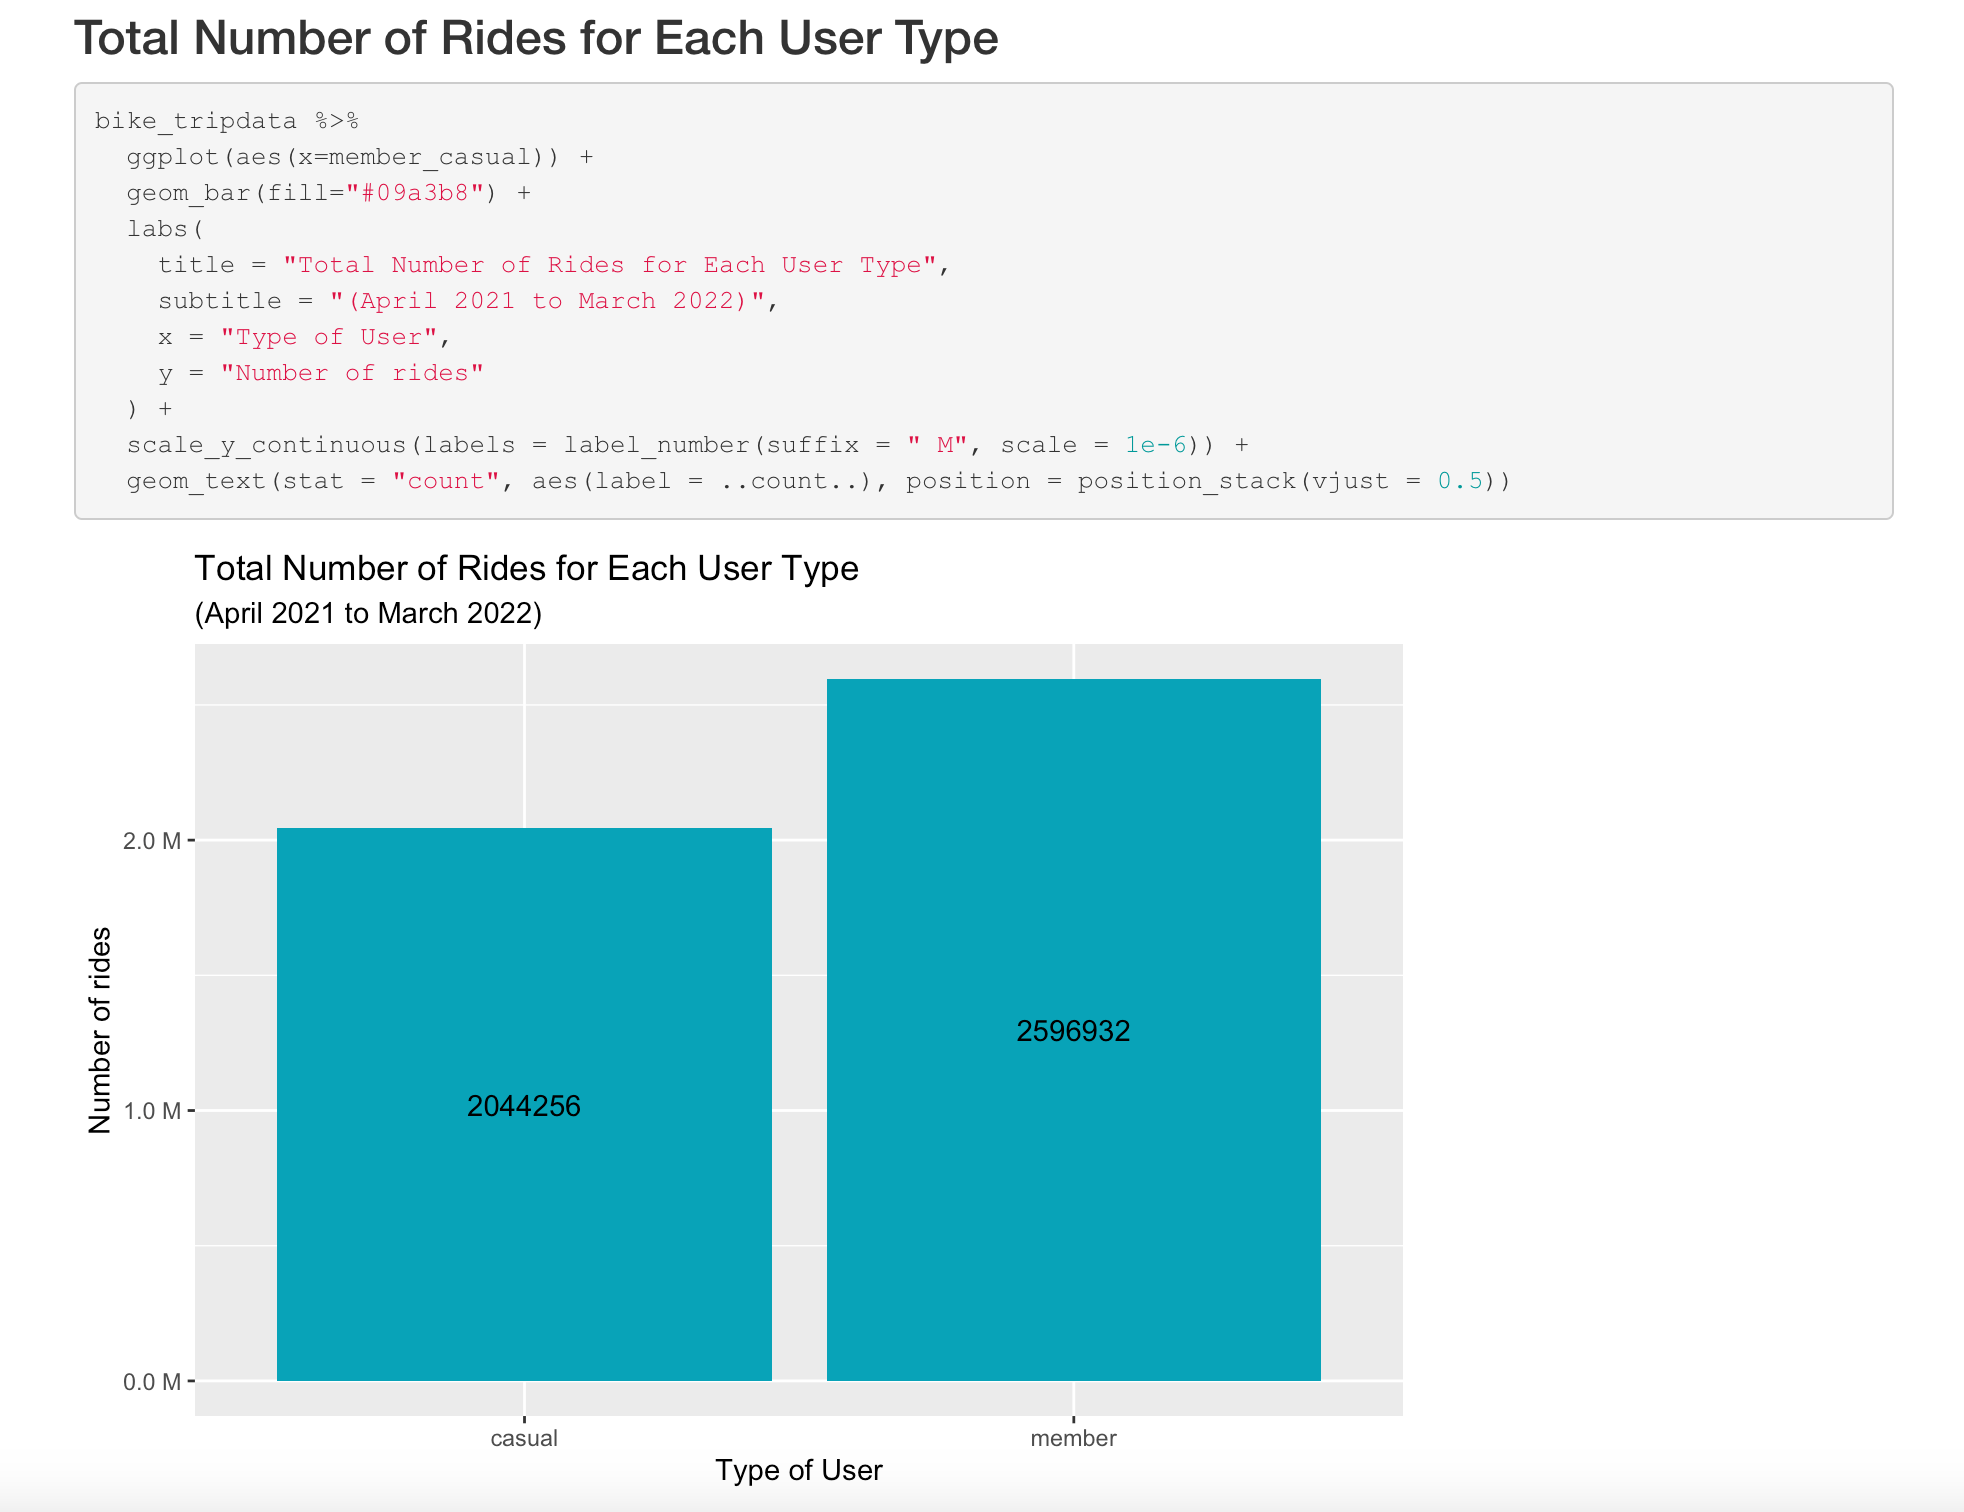 Total Number of Rides for Each User Type
bike_tripdata %>%
  ggplot(aes(x=member_casual)) +
  geom_bar(fill="#09a3b8") +
  labs(
    title = "Total Number of Rides for Each User Type",
    subtitle = "(April 2021 to March 2022)",
    x = "Type of User",
    y = "Number of rides"
  ) +
  scale_y_continuous(labels = label_number(suffix = " M", scale = 1e-6)) +
  geom_text(stat = "count", aes(label = ..count..), position = position_stack(vjust = 0.5))
Total Number of Rides for Each User Type
(April 2021 to March 2022)
Number of rides
2.0 M
1.0 M
0.0 M
2044256
2596932
casual
member
Type of User